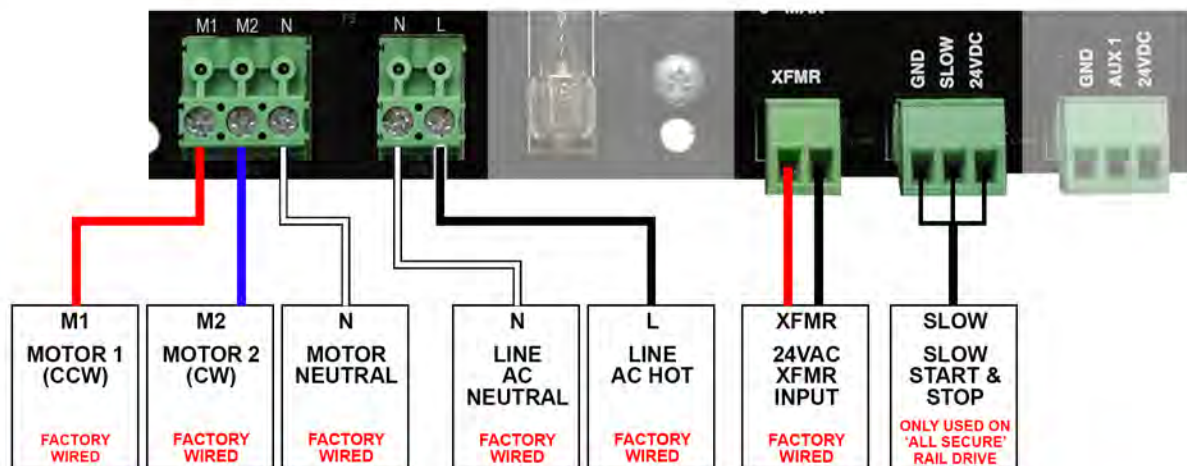 M1 M2 N
N L
XFMR
GND
SLOW
24VDC
GND
AUX 1
24VDC
M1
MOTOR 1
(CCW)
FACTORY
WIRED
M2
MOTOR 2
(CW)
FACTORY
WIRED
N
MOTOR
NEUTRAL
FACTORY
WIRED
N
LINE
AC
NEUTRAL
FACTORY
WIRED
L
LINE
AC HOT
FACTORY
WIRED
XFMR
24VAC
XFMR
INPUT
FACTORY
WIRED
SLOW
SLOW
START &
STOP
ONLY USED ON
'ALL SECURE'
RAIL DRIVE